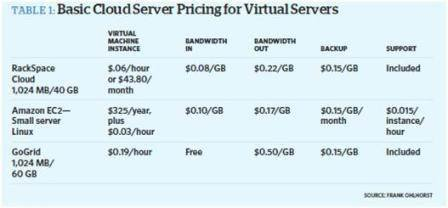 TABLE 1: Basic Cloud Server Pricing for Virtual Servers
VIRTUAL
MACHINE
INSTANCE
BANDWIDTH
IN
BANDWIDTH
OUT
BACKUP
SUPPORT
RackSpace
Cloud
1,024 MB/40 GB
$.06/hour
or $43.80/
month
$0.08/GB
$0.22/GB
$0.15/GB
Included
Amazon EC2—
Small server
Linux
$325/year,
plus
$0.03/hour
$0.10/GB
$0.17/GB
$0.15/GB/
month
$0.015/
instance/
hour
GoGrid
1,024 MB/
60 GB
$0.19/hour
Free
$0.50/GB
$0.15/GB
Included
SOURCE: FRANK OHLHORST